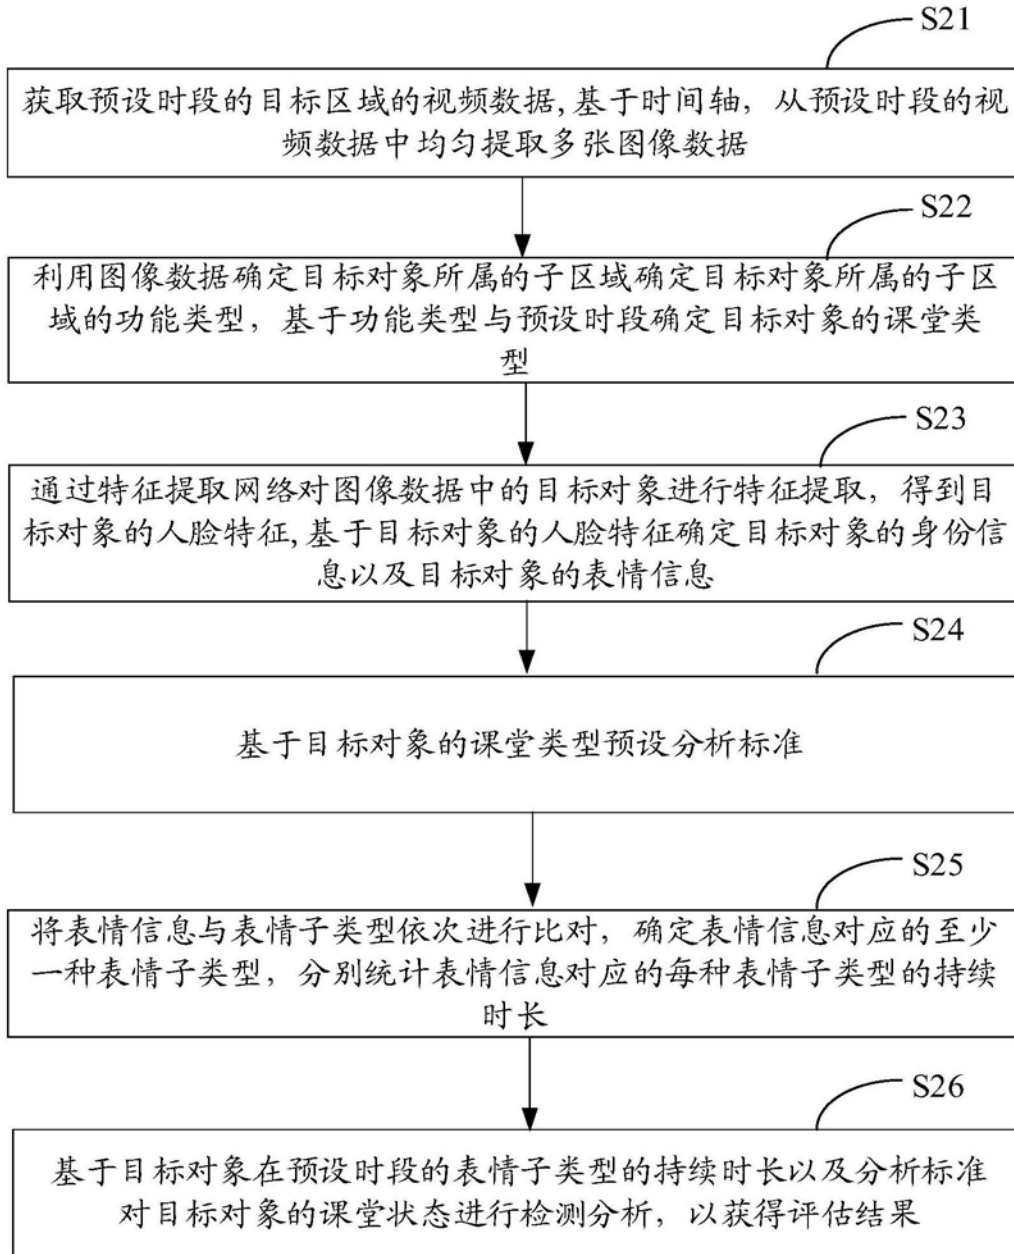 S21
获取预设时段的目标区域的视频数据,基于时间轴，从预设时段的视
频数据中均匀提取多张图像数据
S22
利用图像数据确定目标对象所属的子区域确定目标对象所属的子区
域的功能类型，基于功能类型与预设时段确定目标对象的课堂类
型
S23
通过特征提取网络对图像数据中的目标对象进行特征提取，得到目
标对象的人脸特征,基于目标对象的人脸特征确定目标对象的身份信
息以及目标对象的表情信息
S24
基于目标对象的课堂类型预设分析标准
S25
将表情信息与表情子类型依次进行比对，确定表情信息对应的至少
一种表情子类型，分别统计表情信息对应的每种表情子类型的持续
时长
S26
基于目标对象在预设时段的表情子类型的持续时长以及分析标准
对目标对象的课堂状态进行检测分析，以获得评估结果